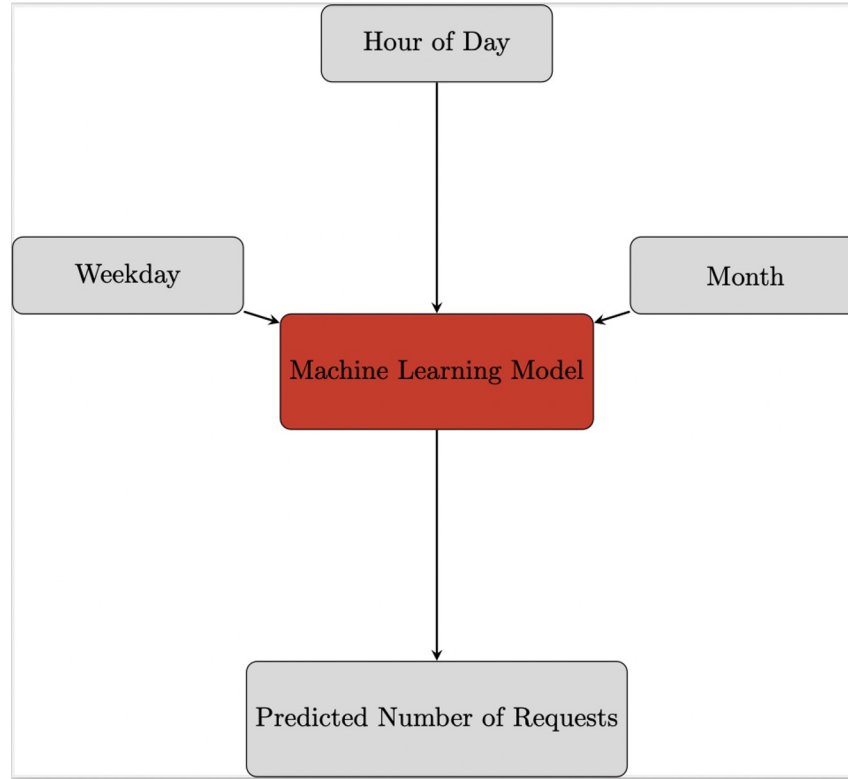 Hour of Day
Weekday
Month
Machine Learning Model
Predicted Number of Requests